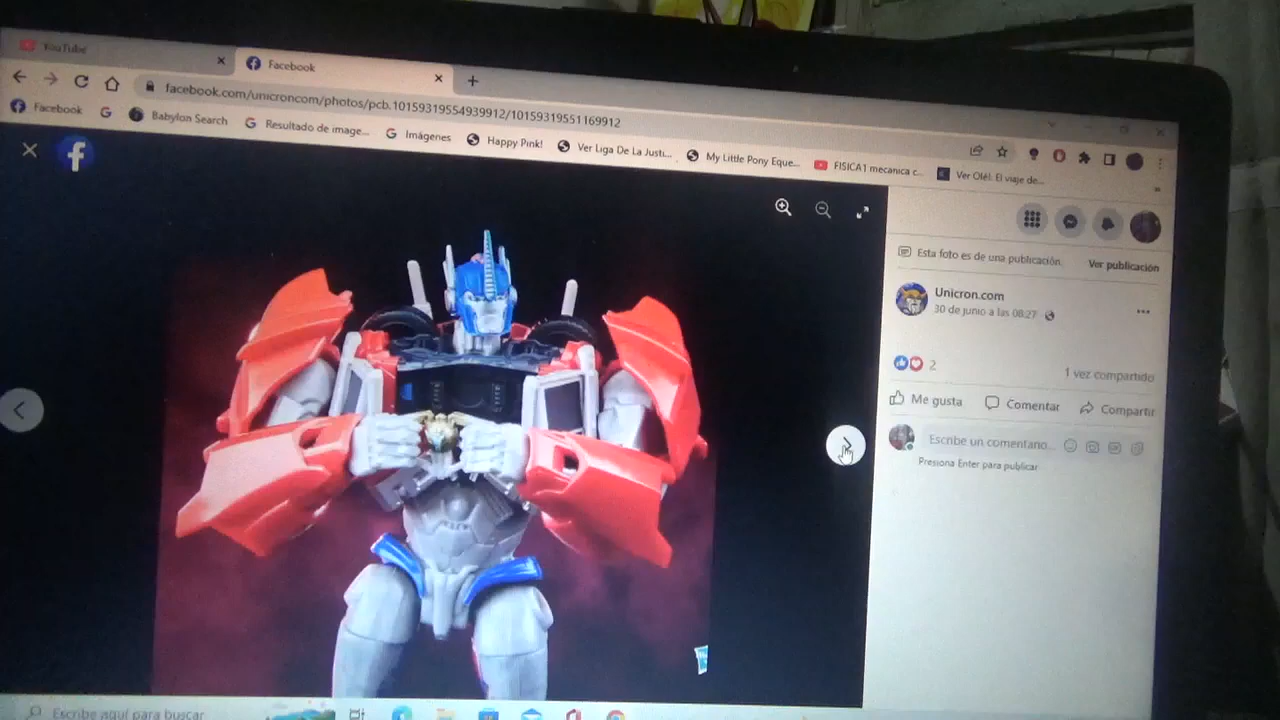 YouTube
Facebook
facebook.com/unicroncom/photos/pcb.10159319554939912/10159319551169912
Facebook
Babylon Search
Resultado de image...
Imágenes
Happy Pink!
Ver Liga De La Justi...
My Little Pony Eque...
FISICA1 mecanica c...
Ver Olé!. El viaje de...
Esta foto es de una publicación.
Ver publicación
Unicron.com
30 de junio a las 08:27
2
1 vez compartido
Me gusta
Comentar
Compartir
Escribe un comentario...
Presiona Enter para publicar
Escribe aquí para buscar